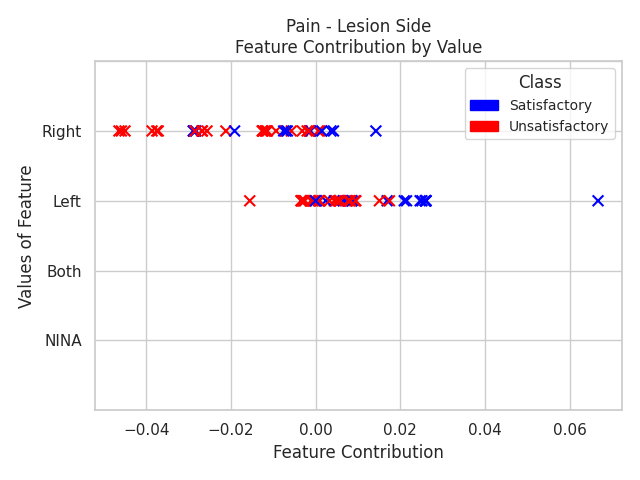 Pain - Lesion Side
Feature Contribution by Value
Class
Satisfactory
Unsatisfactory
Values of Feature
Right
Left
Both
NINA
−0.04 −0.02 0.00 0.02 0.04 0.06
Feature Contribution